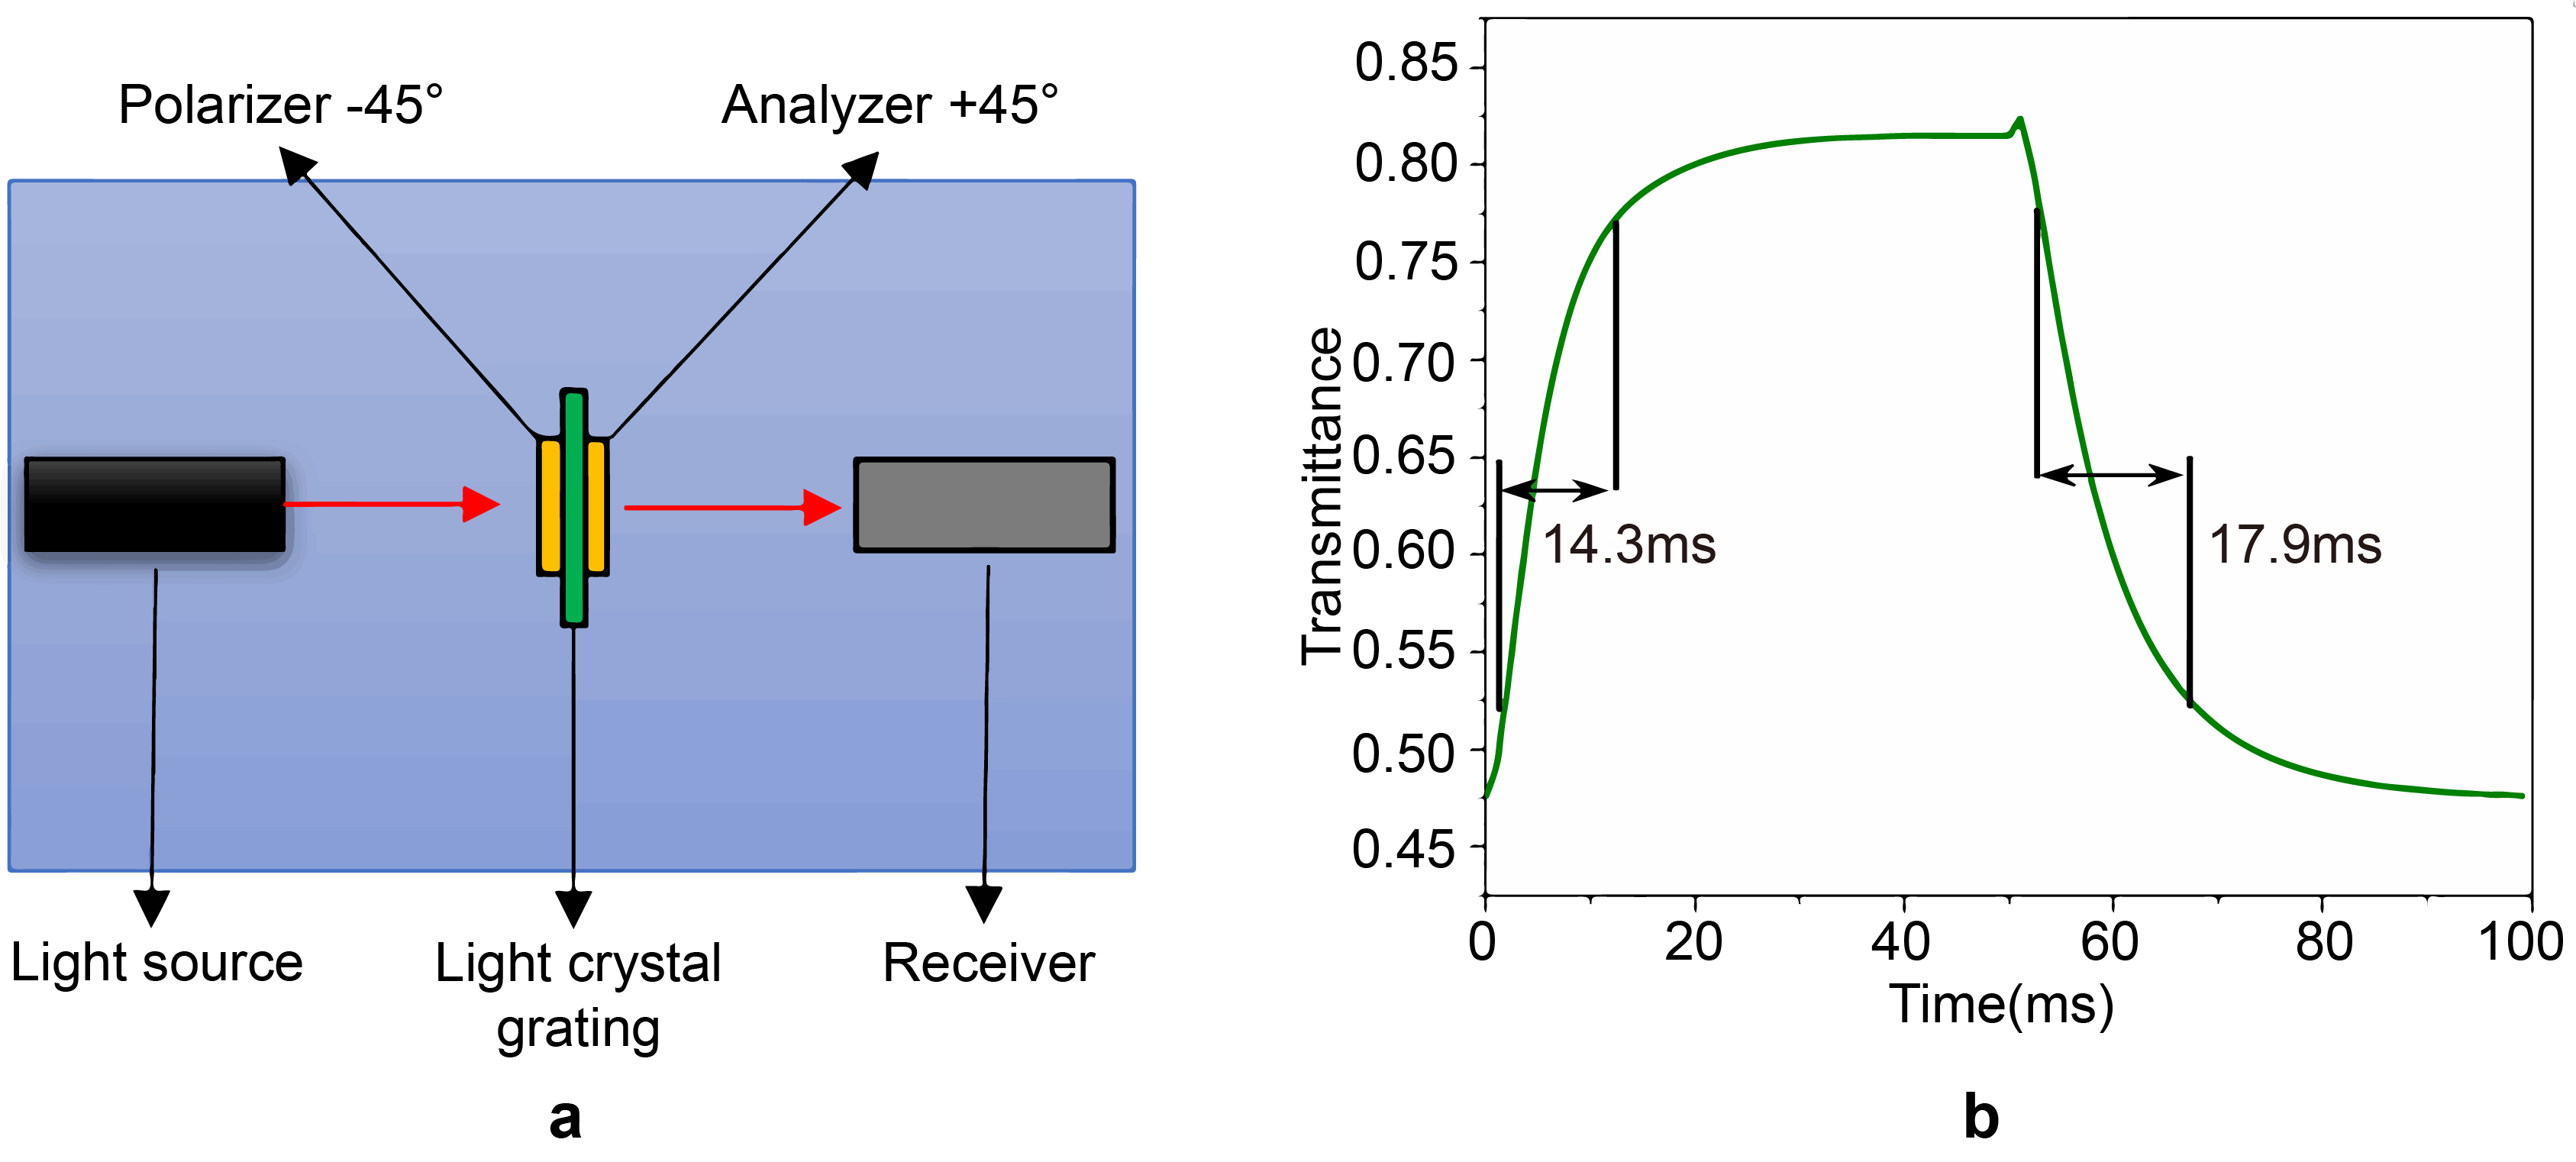 Polarizer -45°
Analyzer +45°
Light source
Light crystal
grating
Receiver
a
0.85
0.80
0.75
0.70
0.65
0.60
0.55
0.50
0.45
Transmittance
14.3ms
17.9ms
0
20
40
60
80
100
Time(ms)
b